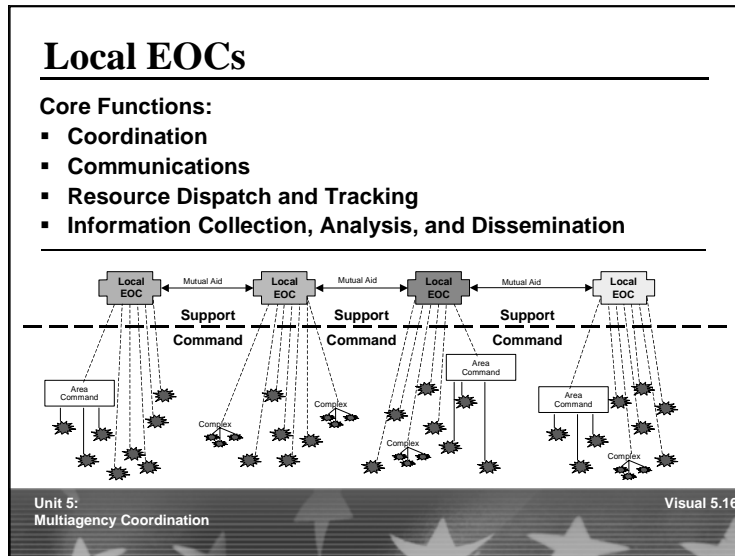 Local EOCs
Core Functions:
▪ Coordination
▪ Communications
▪ Resource Dispatch and Tracking
▪ Information Collection, Analysis, and Dissemination
Local EOC
Mutual Aid
Local EOC
Mutual Aid
Local EOC
Mutual Aid
Local EOC
Support
Support
Support
Command
Command
Command
Area Command
Complex
Complex
Complex
Area Command
Area Command
Complex
Unit 5:
Multiagency Coordination
Visual 5.16